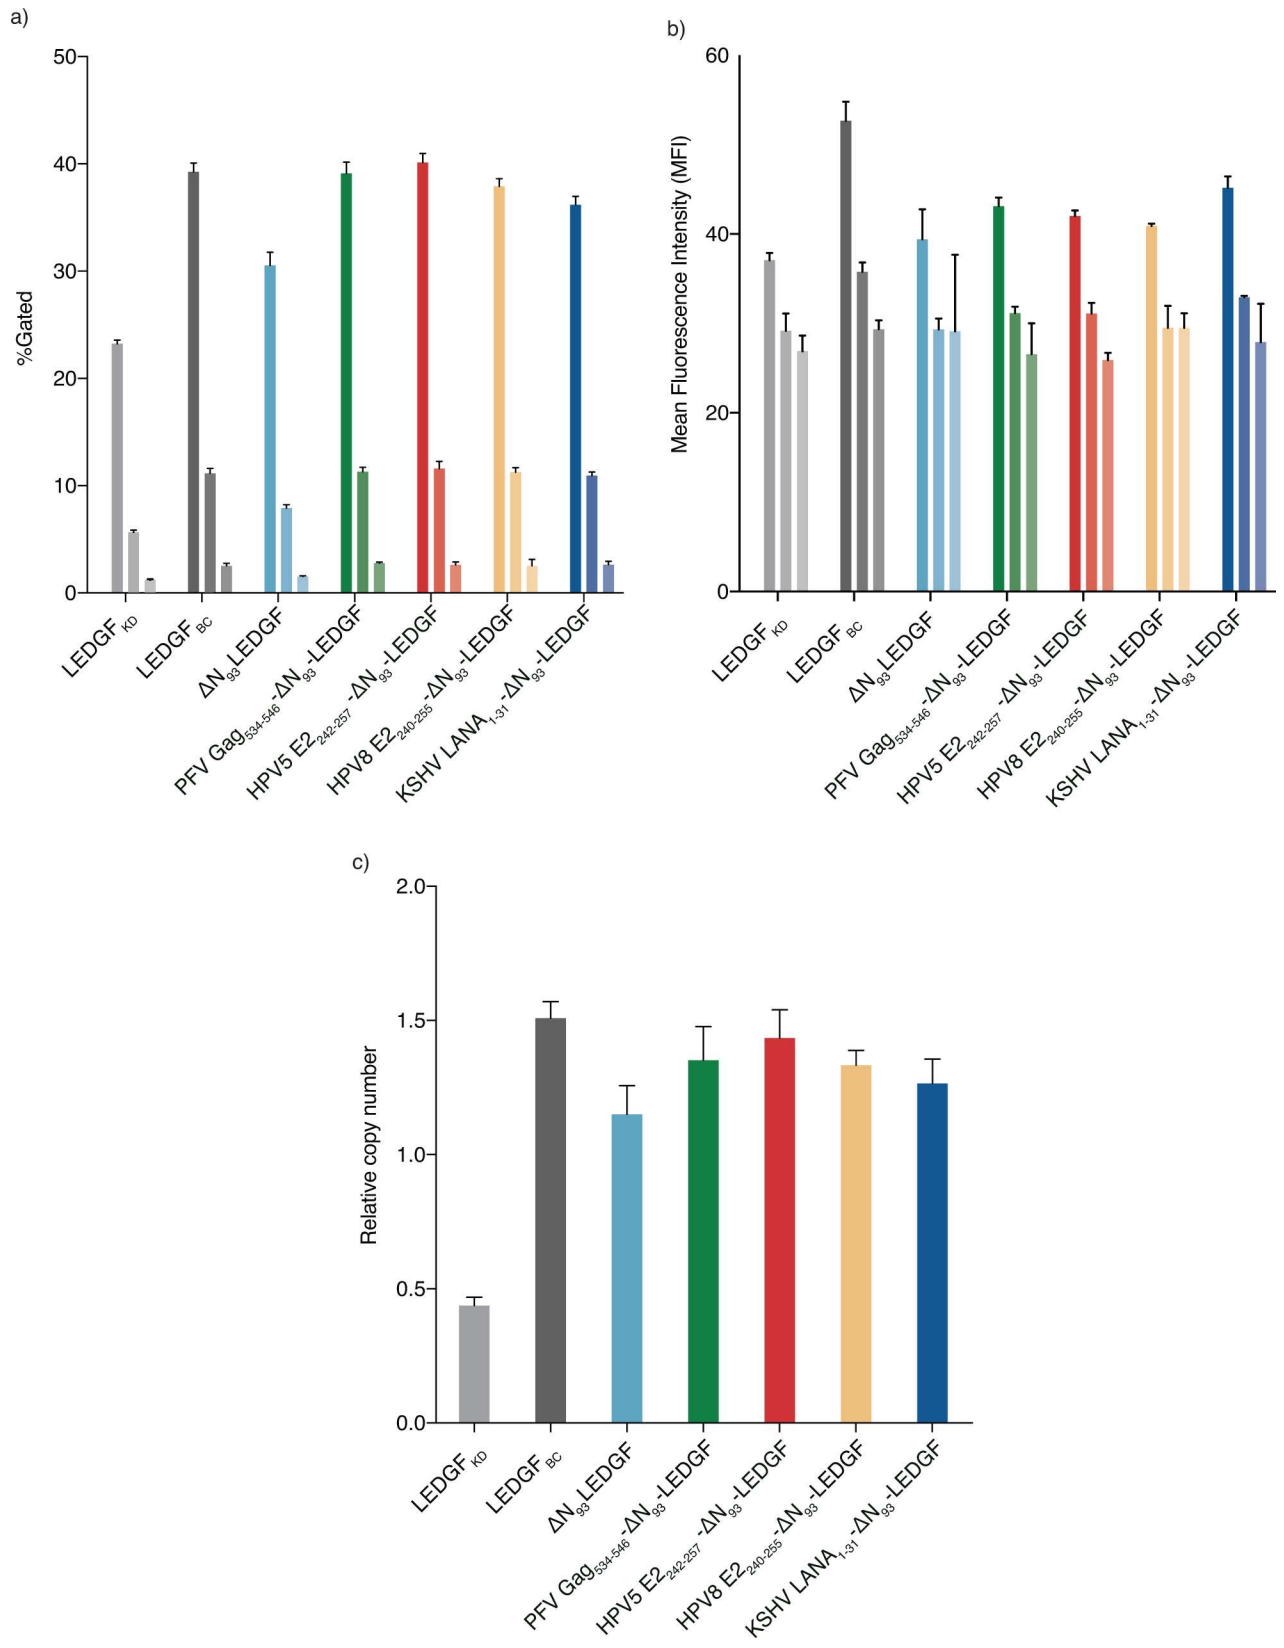 a)
%Gated
50
40
30
20
10
0
LEDGF KD
LEDGF BC
ΔN93LEDGF
PFV Gag534-546-ΔN93-LEDGF
HPV5 E2242-257-ΔN93-LEDGF
HPV8 E2240-255-ΔN93-LEDGF
KSHV LANA1-31-ΔN93-LEDGF
b)
Mean Fluorescence Intensity (MFI)
60
40
20
0
LEDGF KD
LEDGF BC
ΔN93LEDGF
PFV Gag534-546-ΔN93-LEDGF
HPV5 E2242-257-ΔN93-LEDGF
HPV8 E2240-255-ΔN93-LEDGF
KSHV LANA1-31-ΔN93-LEDGF
c)
Relative copy number
2.0
1.5
1.0
0.5
0.0
LEDGF KD
LEDGF BC
ΔN93LEDGF
PFV Gag534-546-ΔN93-LEDGF
HPV5 E2242-257-ΔN93-LEDGF
HPV8 E2240-255-ΔN93-LEDGF
KSHV LANA1-31-ΔN93-LEDGF